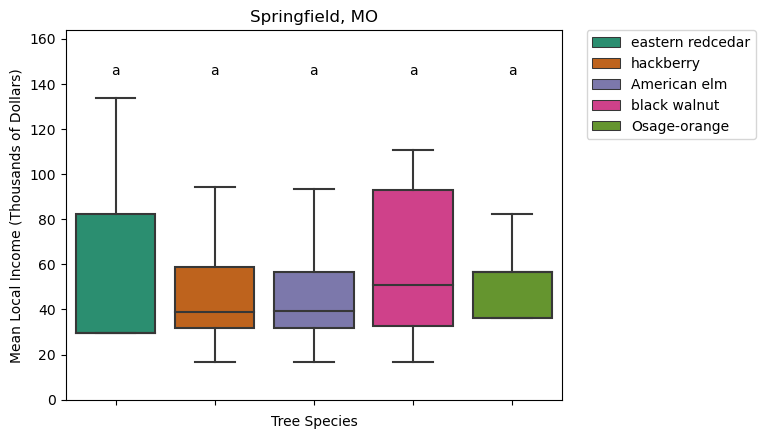 Springfield, MO
Mean Local Income (Thousands of Dollars)
160
140
120
100
80
60
40
20
0
a a a a a
Tree Species
eastern redcedar
hackberry
American elm
black walnut
Osage-orange